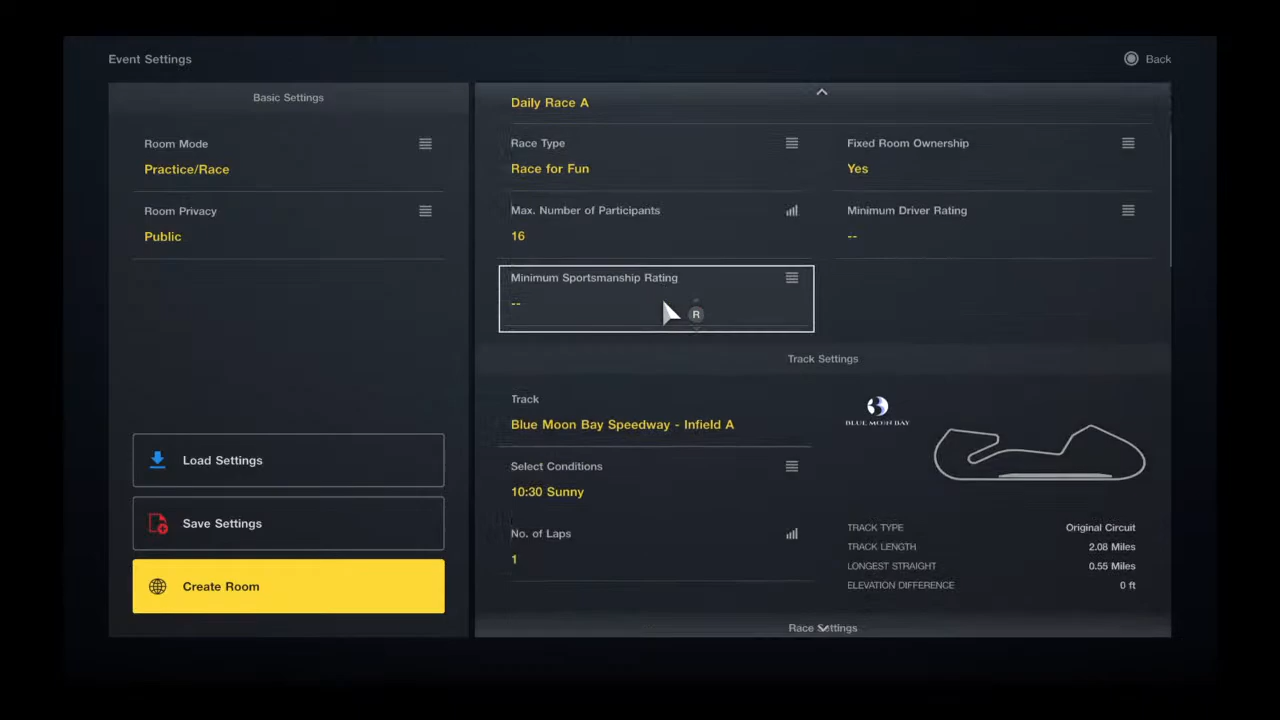 Event Settings
Back
Basic Settings
Room Mode
Practice/Race
Room Privacy
Public
Load Settings
Save Settings
Create Room
Daily Race A
Race Type
Race for Fun
Fixed Room Ownership
Yes
Max. Number of Participants
16
Minimum Driver Rating
--
Minimum Sportsmanship Rating
--
R
Track Settings
Track
Blue Moon Bay Speedway - Infield A
BLUE MOON BAY
Select Conditions
10:30 Sunny
No. of Laps
1
TRACK TYPE Original Circuit
TRACK LENGTH 2.08 Miles
LONGEST STRAIGHT 0.55 Miles
ELEVATION DIFFERENCE 0 ft
Race Settings